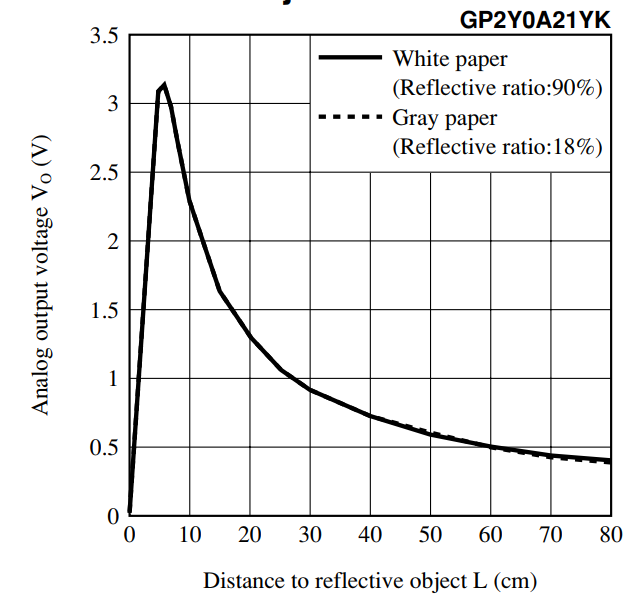 GP2Y0A21YK
White paper
(Reflective ratio:90%)
Gray paper
(Reflective ratio:18%)
Analog output voltage VO (V)
3.5
3
2.5
2
1.5
1
0.5
0
0 10 20 30 40 50 60 70 80
Distance to reflective object L (cm)